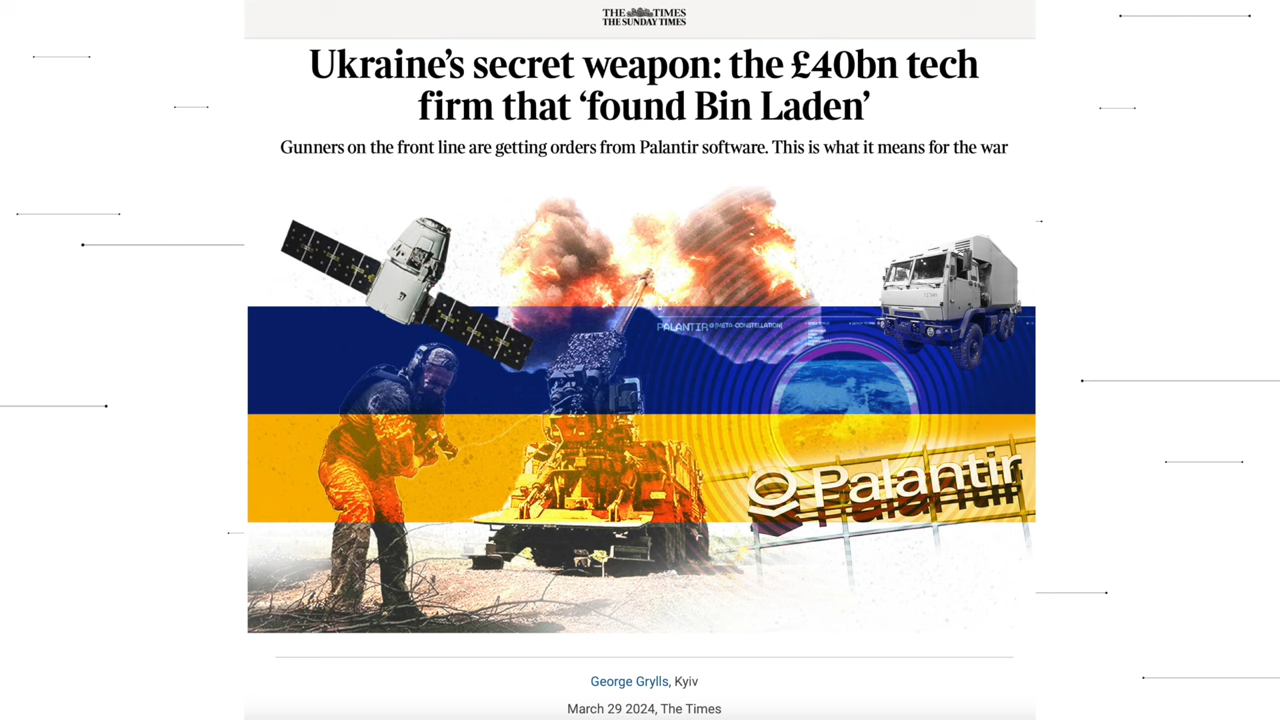 THE TIMES
THE SUNDAY TIMES
Ukraine’s secret weapon: the £40bn tech
firm that ‘found Bin Laden’
Gunners on the front line are getting orders from Palantir software. This is what it means for the war
PALANTIR @[META-CONSTELLATION]
Palantir
George Grylls, Kyiv
March 29 2024, The Times